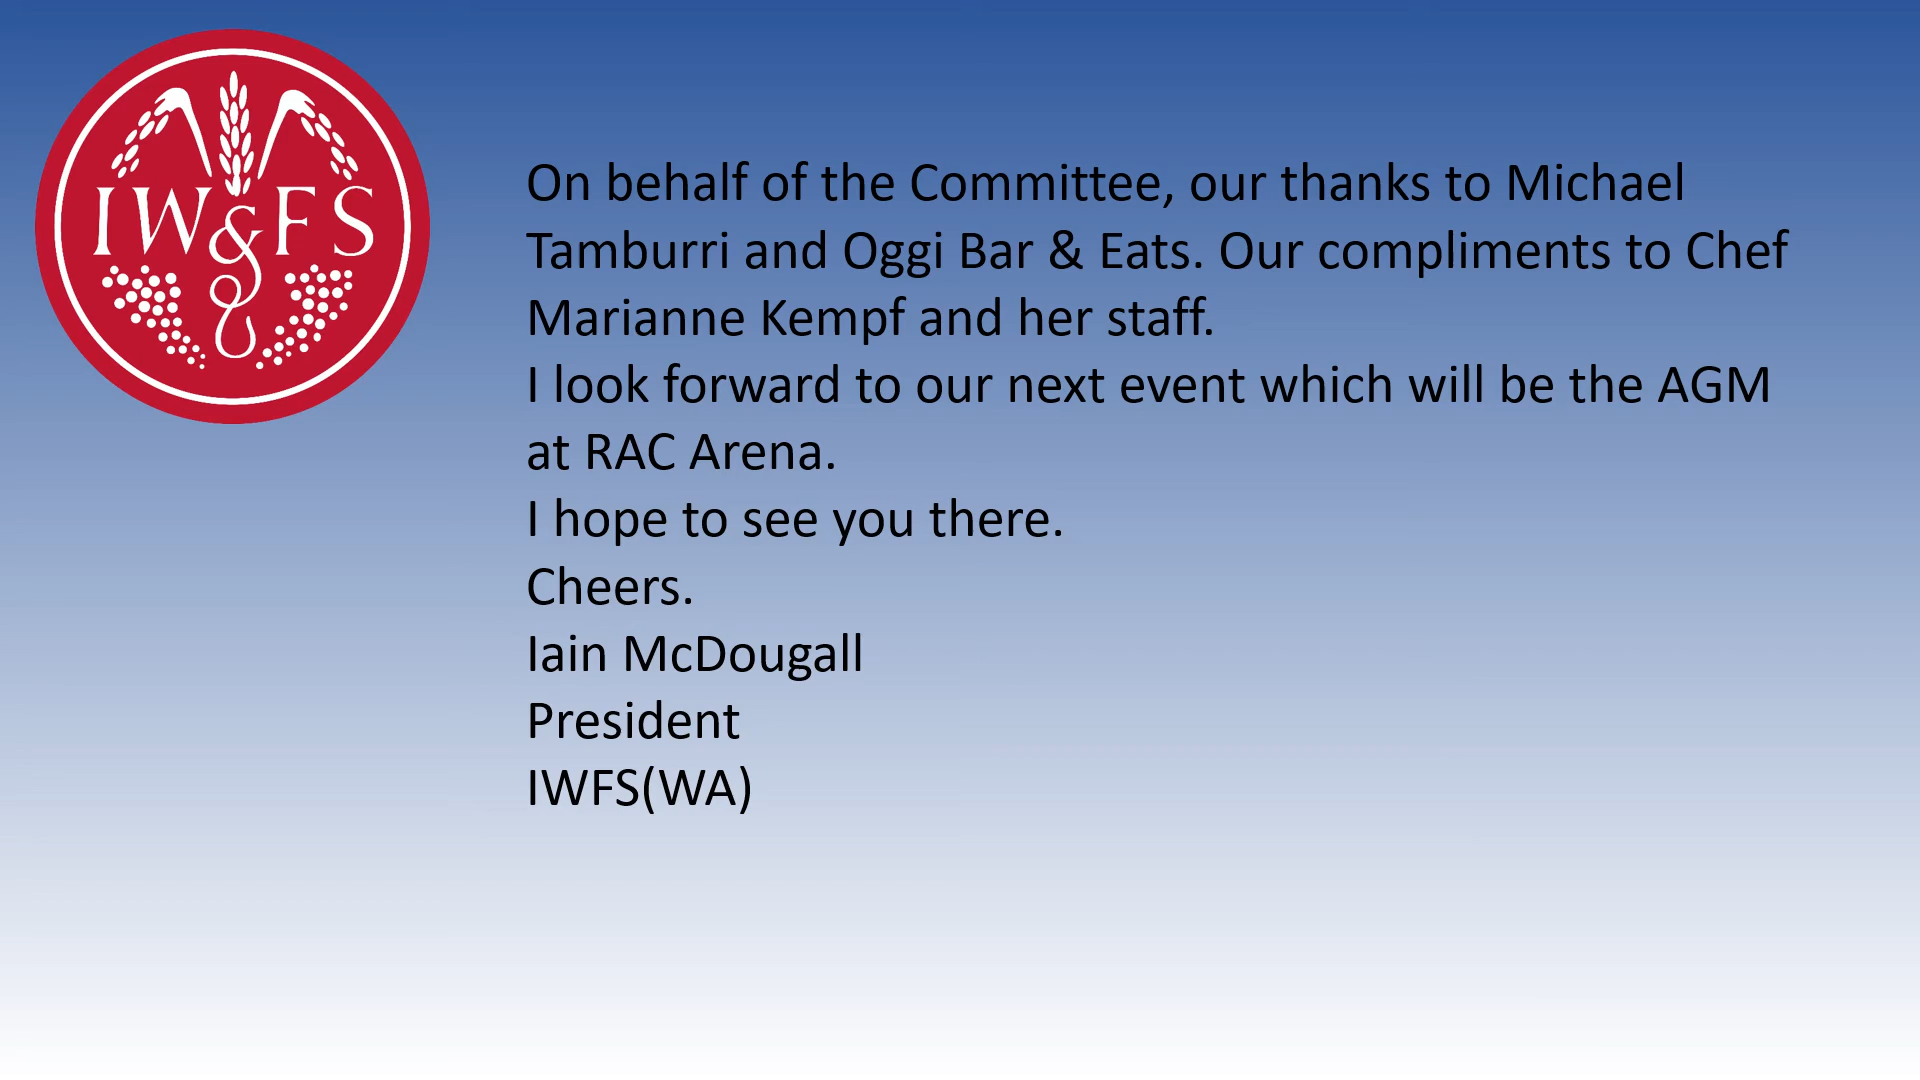 IW&FS
On behalf of the Committee, our thanks to Michael
Tamburri and Oggi Bar & Eats. Our compliments to Chef
Marianne Kempf and her staff.
I look forward to our next event which will be the AGM
at RAC Arena.
I hope to see you there.
Cheers.
Iain McDougall
President
IWFS(WA)